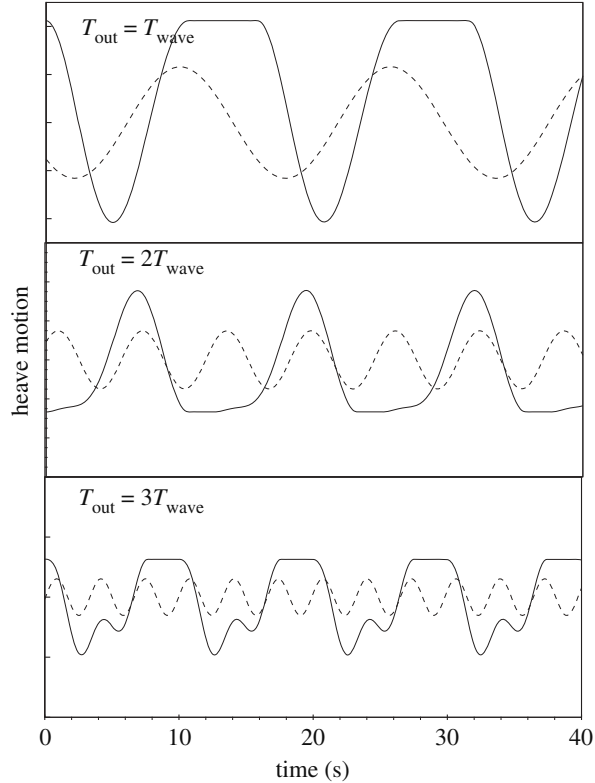 T_out = T_wave
T_out = 2T_wave
heave motion
T_out = 3T_wave
0 10 20 30 40
time (s)